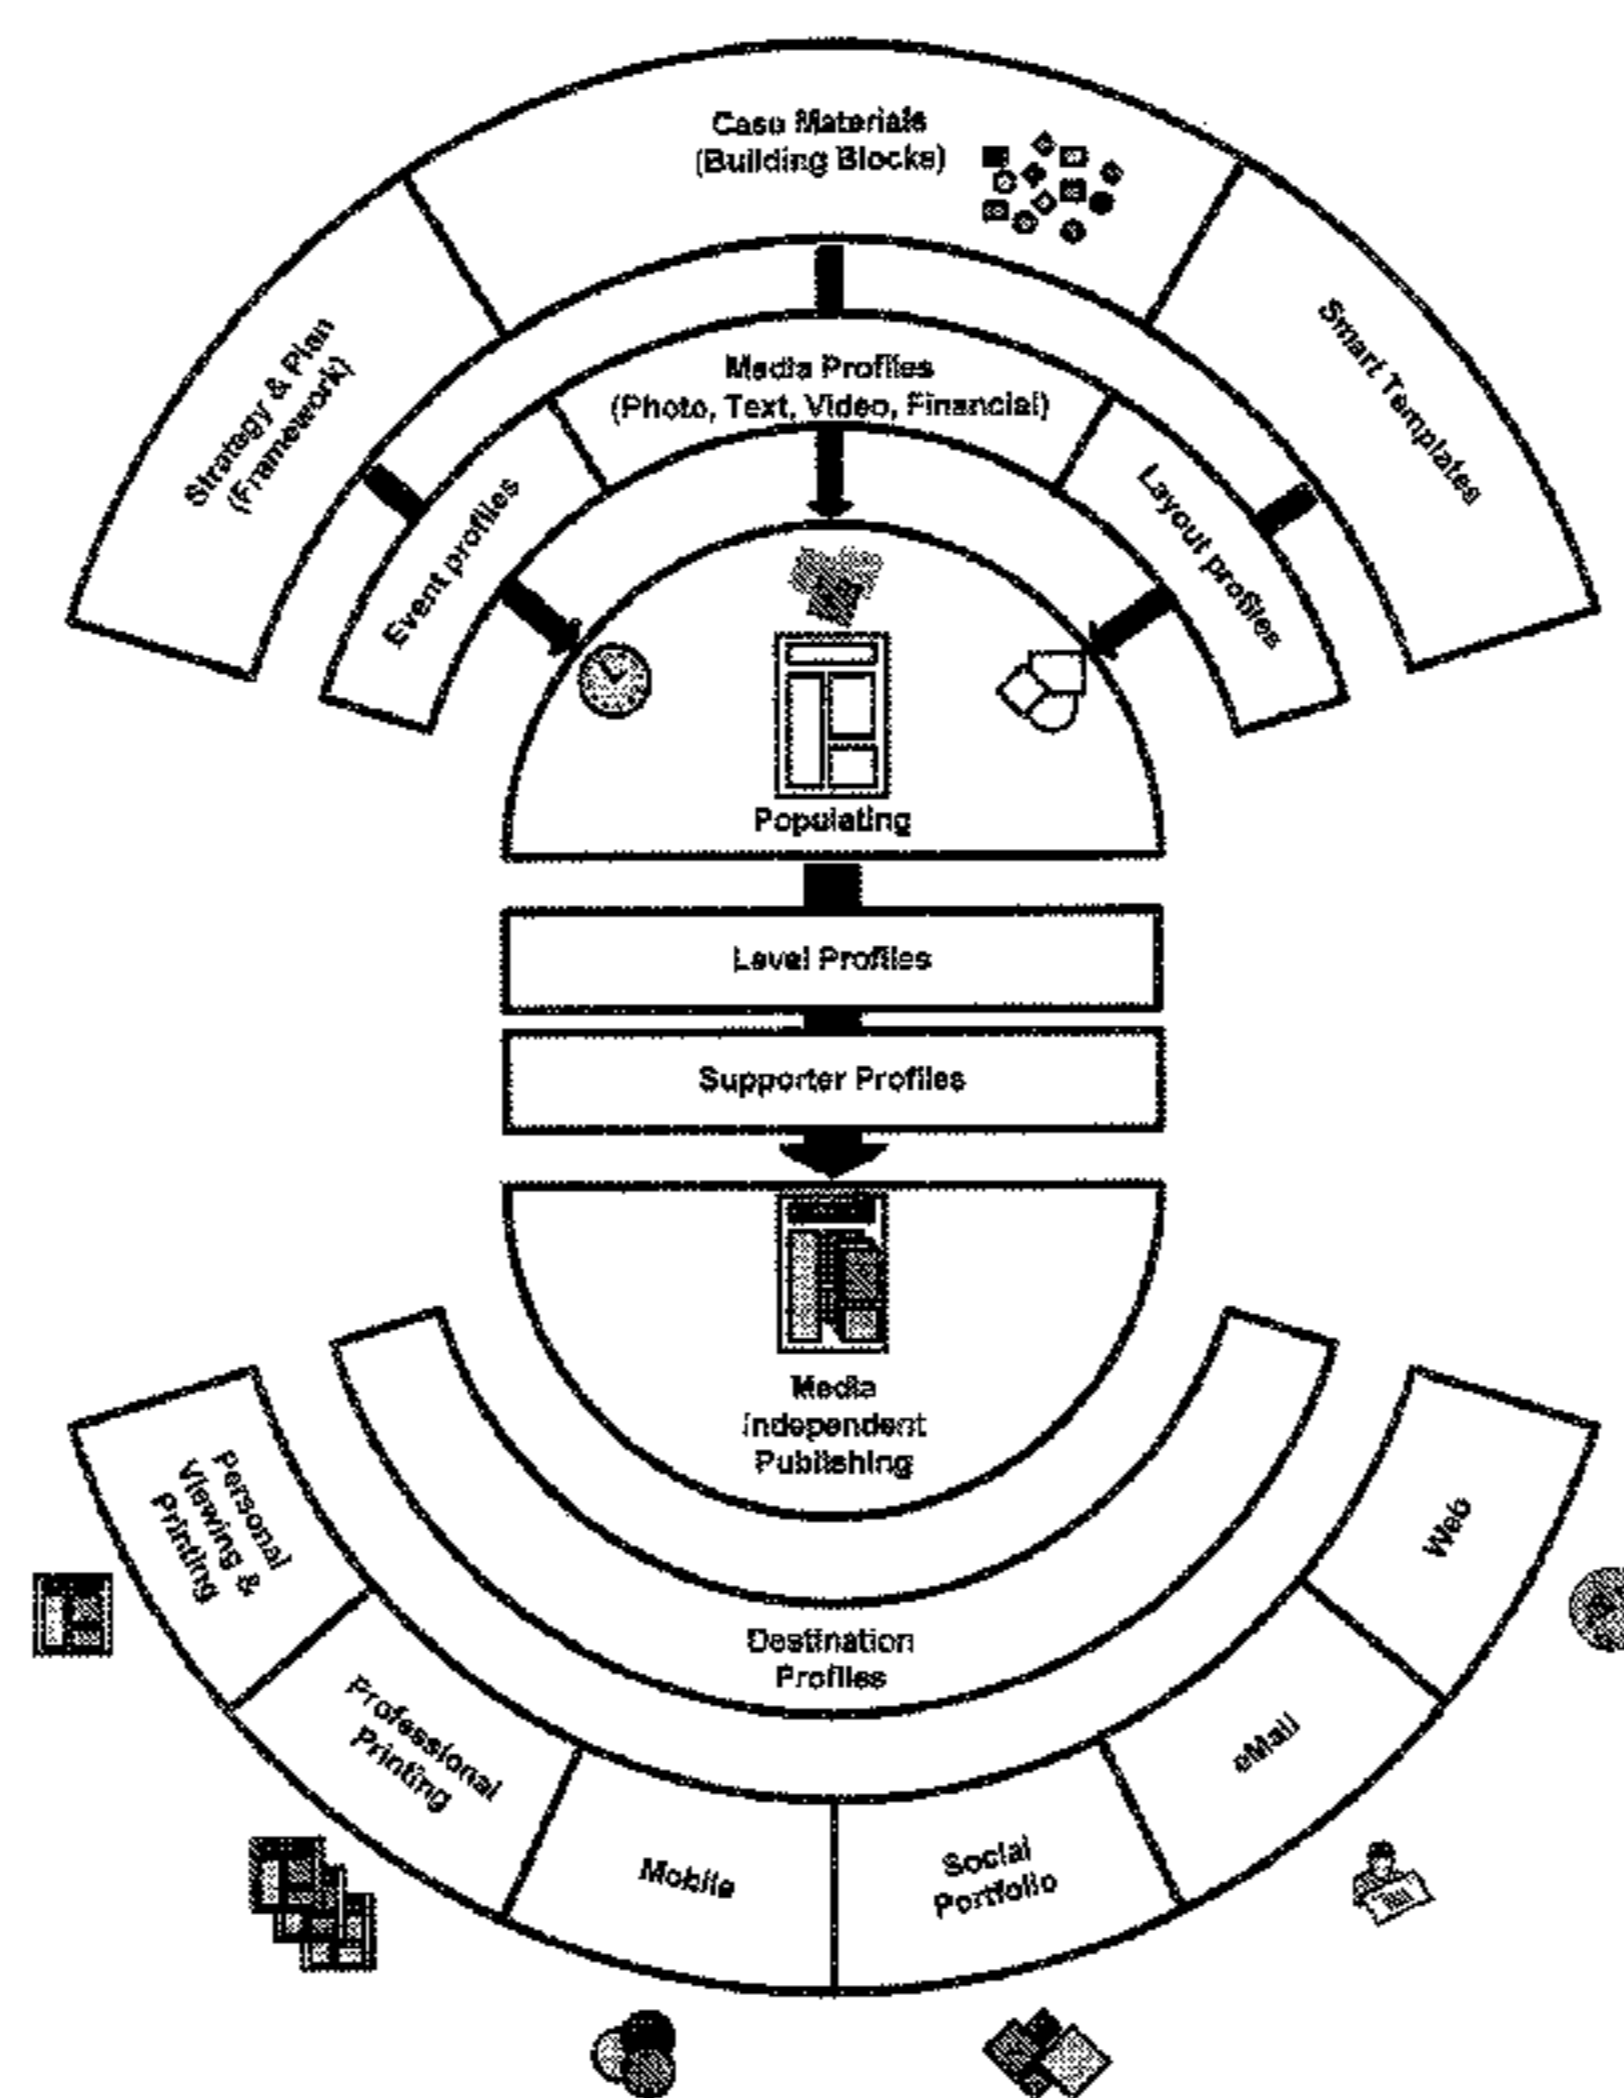 Case Materials
(Building Blocks)
Strategy & Plan
(Framework)
Smart Templates
Media Profiles
(Photo, Text, Video, Financial)
Event profiles
Layout profiles
Populating
Level Profiles
Supporter Profiles
Media
Independent
Publishing
Destination
Profiles
Personal
Viewing &
Printing
Professional
Printing
Mobile
Social
Portfolio
eMail
Web